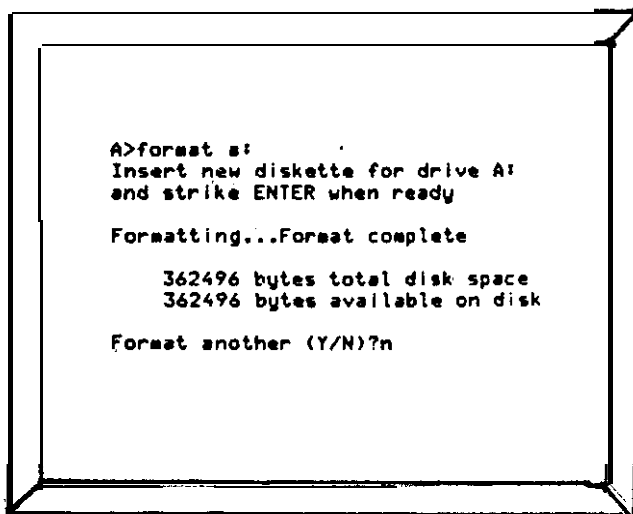 A>format a:
Insert new diskette for drive A:
and strike ENTER when ready
Formatting...Format complete
362496 bytes total disk space
362496 bytes available on disk
Format another (Y/N)?n